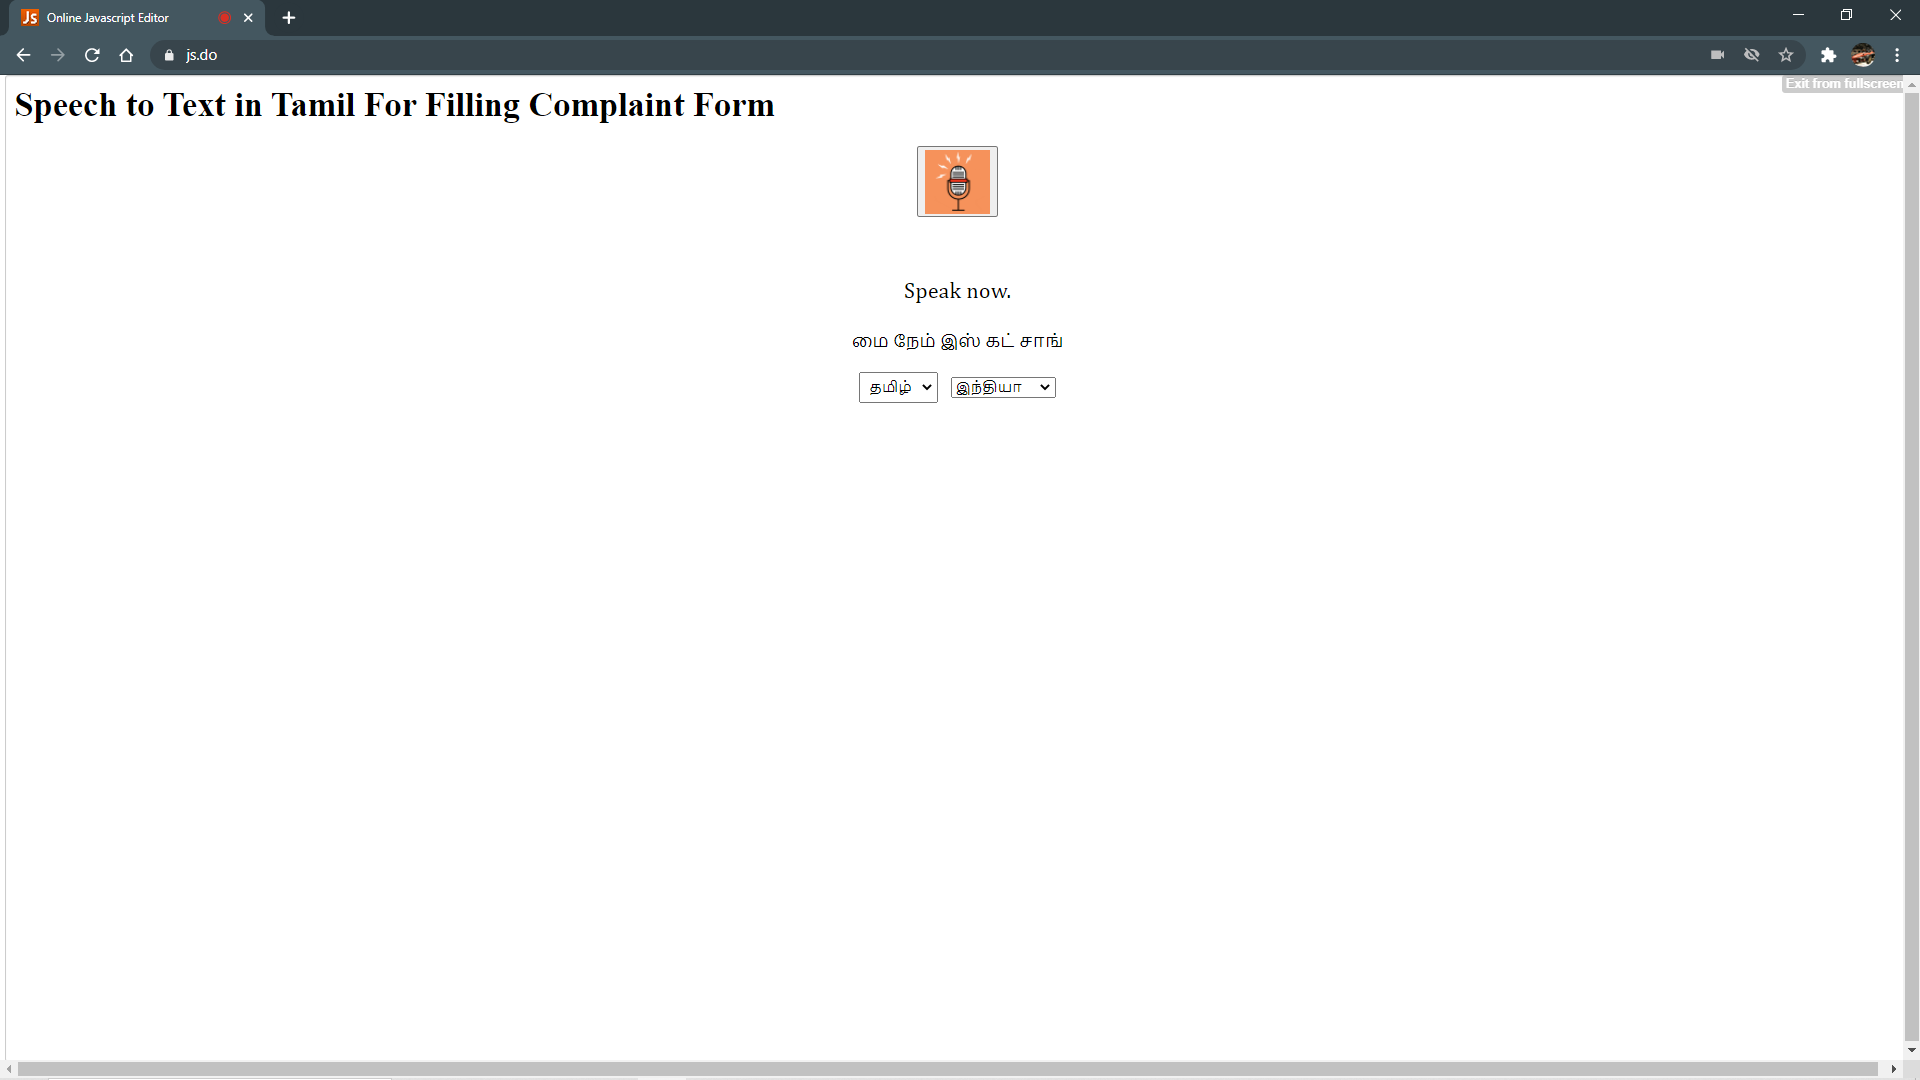 Online Javascript Editor
js.do
Exit from fullscreen
Speech to Text in Tamil For Filling Complaint Form
Speak now.
மை நேம் இஸ் கட் சாங்
தமிழ் இந்தியா